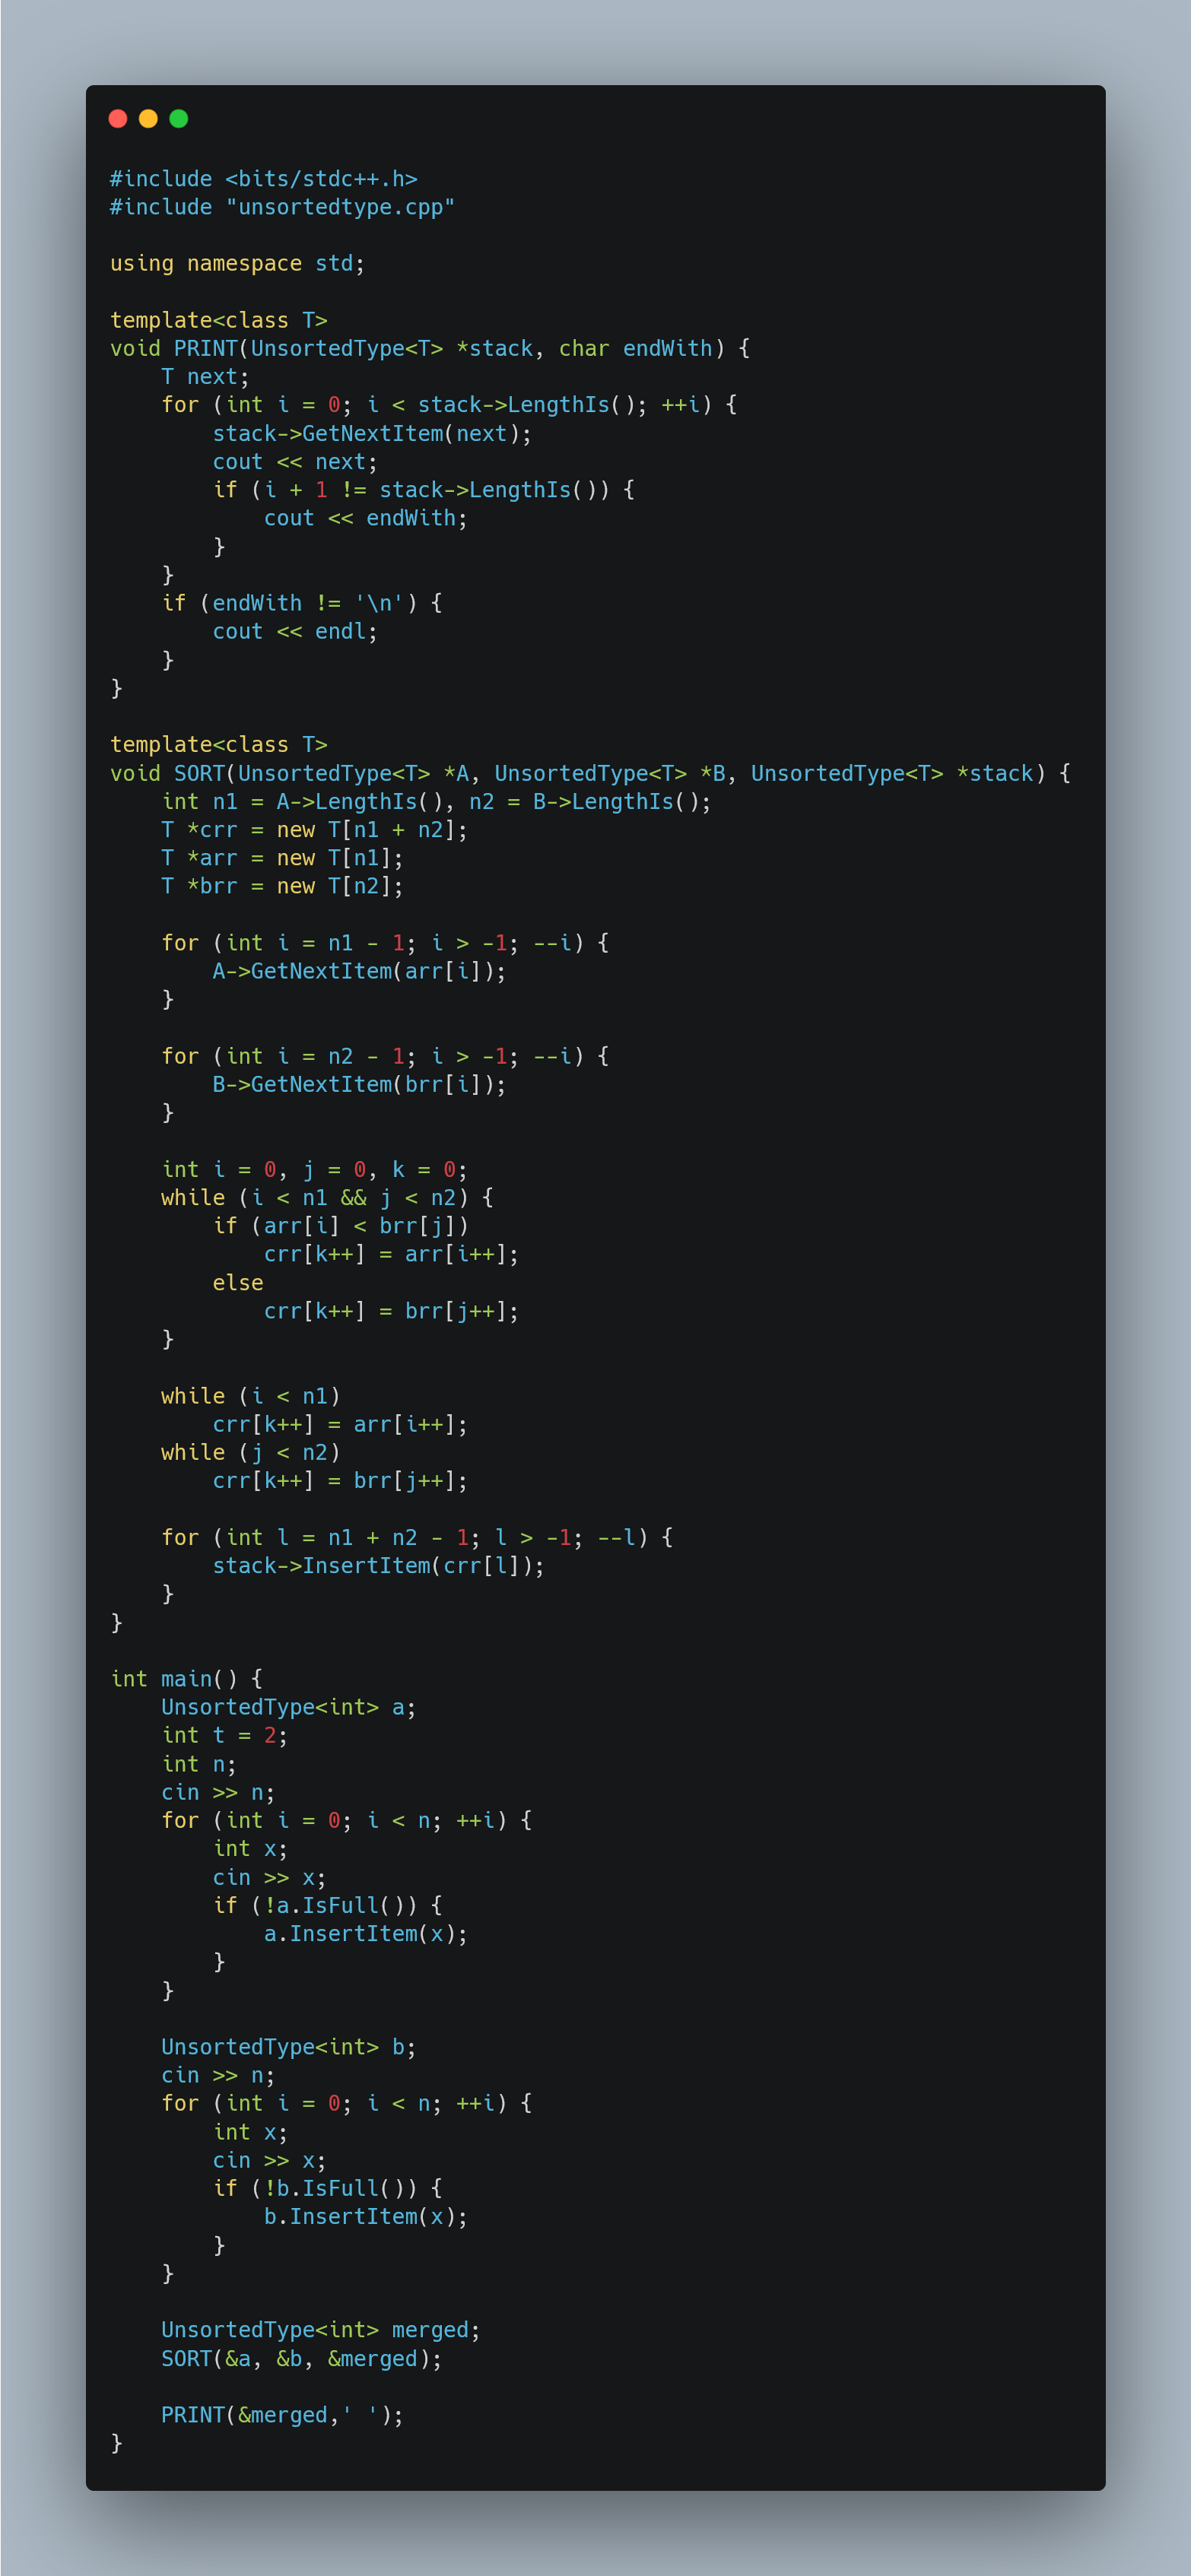 #include <bits/stdc++.h>
#include "unsortedtype.cpp"

using namespace std;

template<class T>
void PRINT(UnsortedType<T> *stack, char endWith) {
    T next;
    for (int i = 0; i < stack->LengthIs(); ++i) {
        stack->GetNextItem(next);
        cout << next;
        if (i + 1 != stack->LengthIs()) {
            cout << endWith;
        }
    }
    if (endWith != '\n') {
        cout << endl;
    }
}

template<class T>
void SORT(UnsortedType<T> *A, UnsortedType<T> *B, UnsortedType<T> *stack) {
    int n1 = A->LengthIs(), n2 = B->LengthIs();
    T *crr = new T[n1 + n2];
    T *arr = new T[n1];
    T *brr = new T[n2];

    for (int i = n1 - 1; i > -1; --i) {
        A->GetNextItem(arr[i]);
    }

    for (int i = n2 - 1; i > -1; --i) {
        B->GetNextItem(brr[i]);
    }

    int i = 0, j = 0, k = 0;
    while (i < n1 && j < n2) {
        if (arr[i] < brr[j])
            crr[k++] = arr[i++];
        else
            crr[k++] = brr[j++];
    }

    while (i < n1)
        crr[k++] = arr[i++];
    while (j < n2)
        crr[k++] = brr[j++];

    for (int l = n1 + n2 - 1; l > -1; --l) {
        stack->InsertItem(crr[l]);
    }
}

int main() {
    UnsortedType<int> a;
    int t = 2;
    int n;
    cin >> n;
    for (int i = 0; i < n; ++i) {
        int x;
        cin >> x;
        if (!a.IsFull()) {
            a.InsertItem(x);
        }
    }

    UnsortedType<int> b;
    cin >> n;
    for (int i = 0; i < n; ++i) {
        int x;
        cin >> x;
        if (!b.IsFull()) {
            b.InsertItem(x);
        }
    }

    UnsortedType<int> merged;
    SORT(&a, &b, &merged);

    PRINT(&merged,' ');
}